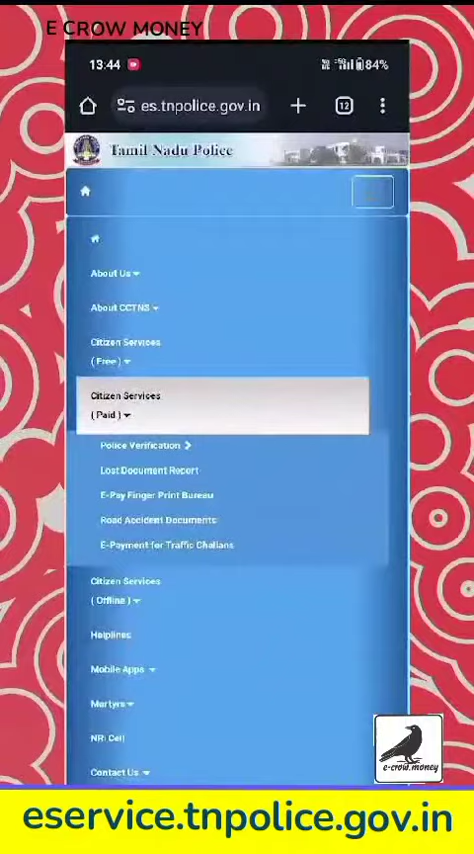 E CROW MONEY
13:44
84%
es.tnpolice.gov.in
12
Tamil Nadu Police
About Us
About CCTNS
Citizen Services
( Free )
Citizen Services
( Paid )
Police Verification
Lost Document Report
E-Pay Finger Print Bureau
Road Accident Documents
E-Payment for Traffic Challans
Citizen Services
( Offline )
Helplines
Mobile Apps
Martyrs
NRI Cell
Contact Us
e-crow.money
eservice.tnpolice.gov.in